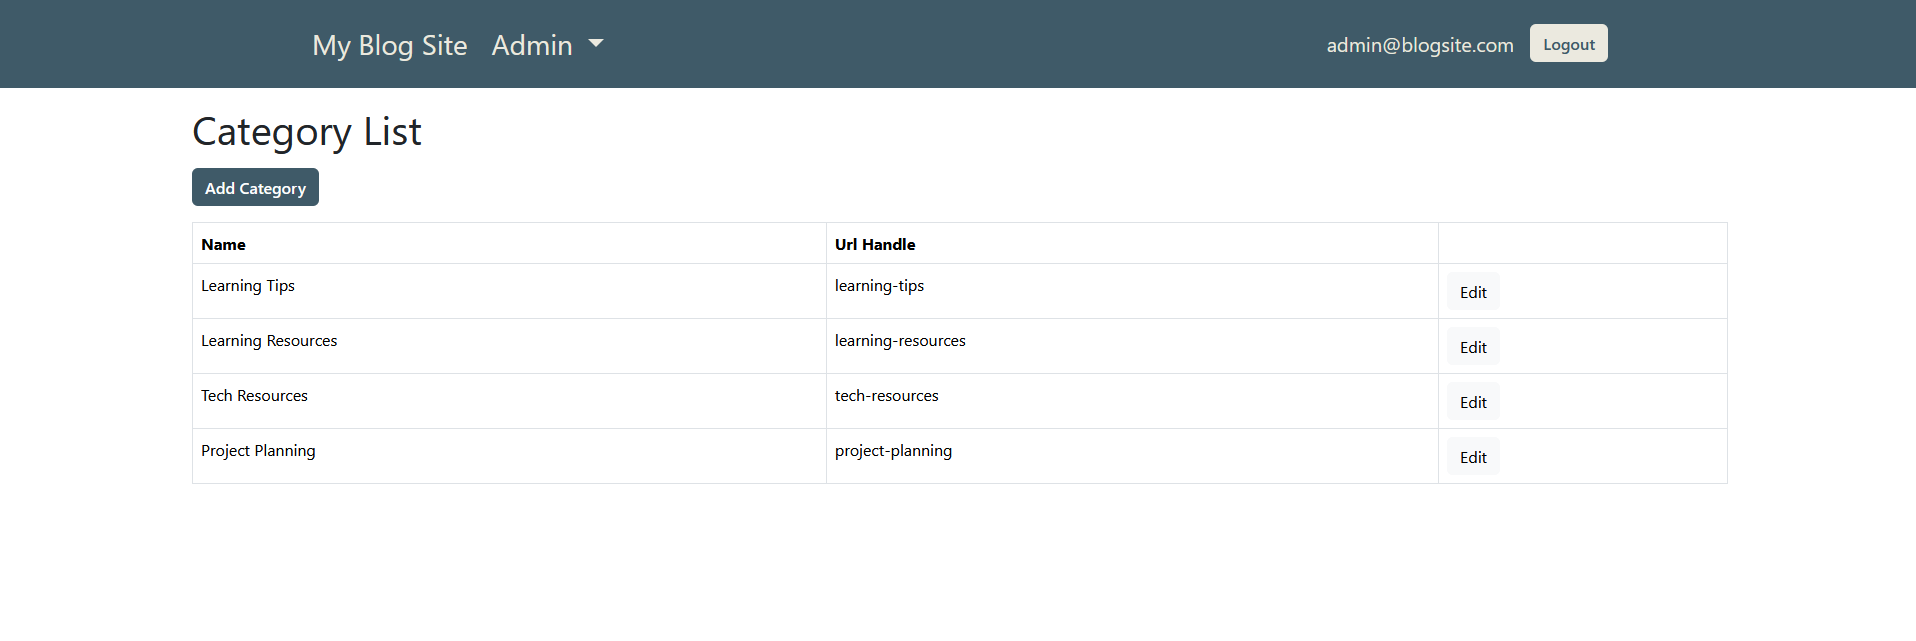 My Blog Site Admin admin@blogsite.com Logout
Category List
Add Category
Name Url Handle
Learning Tips learning-tips Edit
Learning Resources learning-resources Edit
Tech Resources tech-resources Edit
Project Planning project-planning Edit